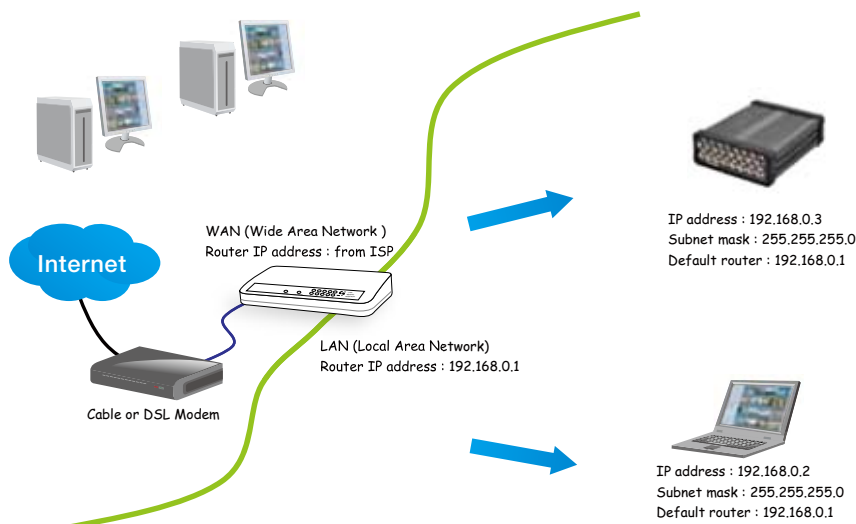 WAN (Wide Area Network )
Router IP address : from ISP
Internet
LAN (Local Area Network)
Router IP address : 192.168.0.1
Cable or DSL Modem
IP address : 192.168.0.3
Subnet mask : 255.255.255.0
Default router : 192.168.0.1
IP address : 192.168.0.2
Subnet mask : 255.255.255.0
Default router : 192.168.0.1